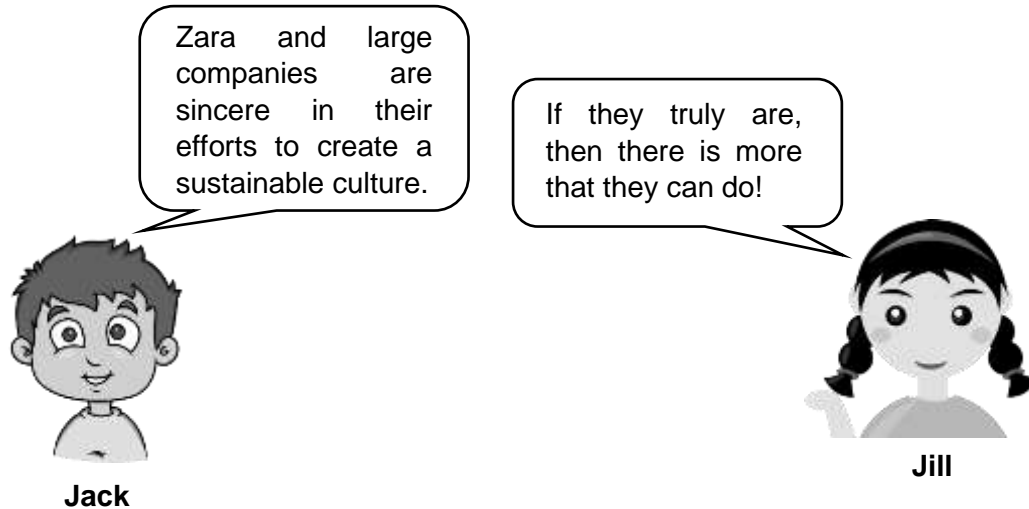 Zara and large
companies are
sincere in their
efforts to create a
sustainable culture.
If they truly are,
then there is more
that they can do!
Jack
Jill